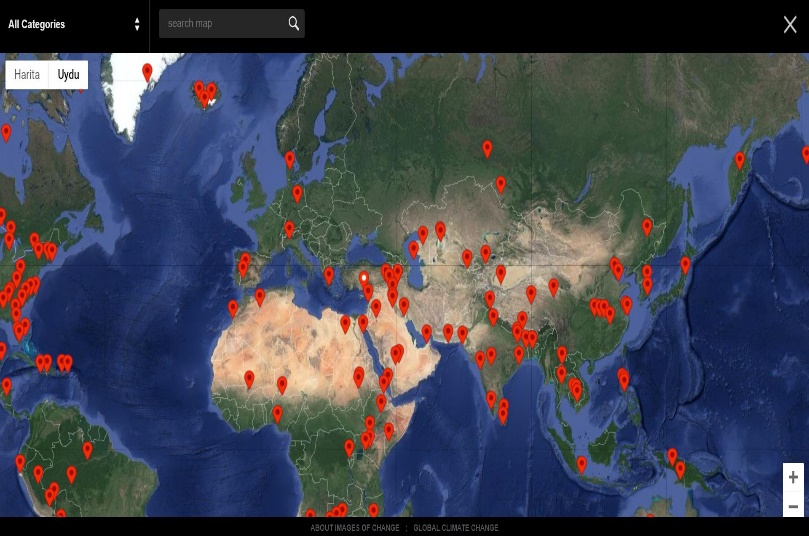 All Categories
search map
Harita
Uydu
ABOUT IMAGES OF CHANGE : GLOBAL CLIMATE CHANGE